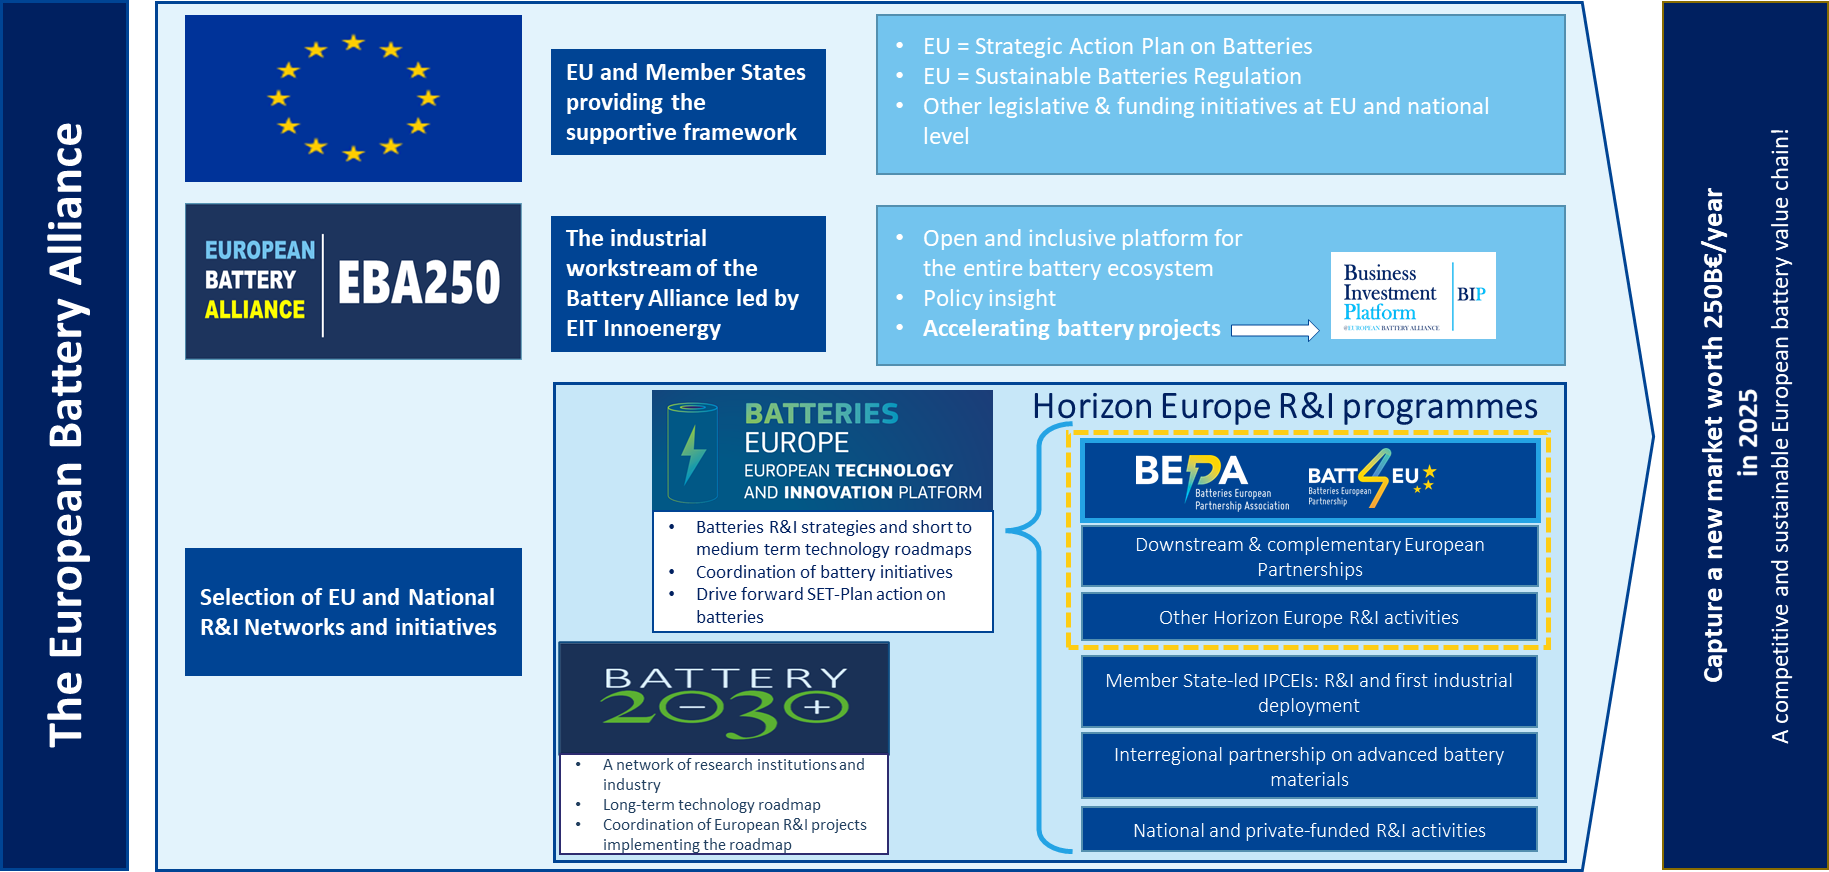 The European Battery Alliance
EU and Member States
providing the
supportive framework
• EU = Strategic Action Plan on Batteries
• EU = Sustainable Batteries Regulation
• Other legislative & funding initiatives at EU and national
level
EUROPEAN
BATTERY
ALLIANCE
EBA250
The industrial
workstream of the
Battery Alliance led by
EIT Innoenergy
• Open and inclusive platform for
the entire battery ecosystem
• Policy insight
• Accelerating battery projects
Business
Investment
Platform
@EUROPEAN BATTERY ALLIANCE
BIP
Selection of EU and National
R&I Networks and initiatives
BATTERIES
EUROPE
EUROPEAN TECHNOLOGY
AND INNOVATION PLATFORM
• Batteries R&I strategies and short to
medium term technology roadmaps
• Coordination of battery initiatives
• Drive forward SET-Plan action on
batteries
BATTERY
2030
• A network of research institutions and
industry
• Long-term technology roadmap
• Coordination of European R&I projects
implementing the roadmap
Horizon Europe R&I programmes
BEPA
Batteries European
Partnership Association
BATT4EU
Batteries European
Partnership
Downstream & complementary European
Partnerships
Other Horizon Europe R&I activities
Member State-led IPCEIs: R&I and first industrial
deployment
Interregional partnership on advanced battery
materials
National and private-funded R&I activities
Capture a new market worth 250B€/year
in 2025
A competitive and sustainable European battery value chain!